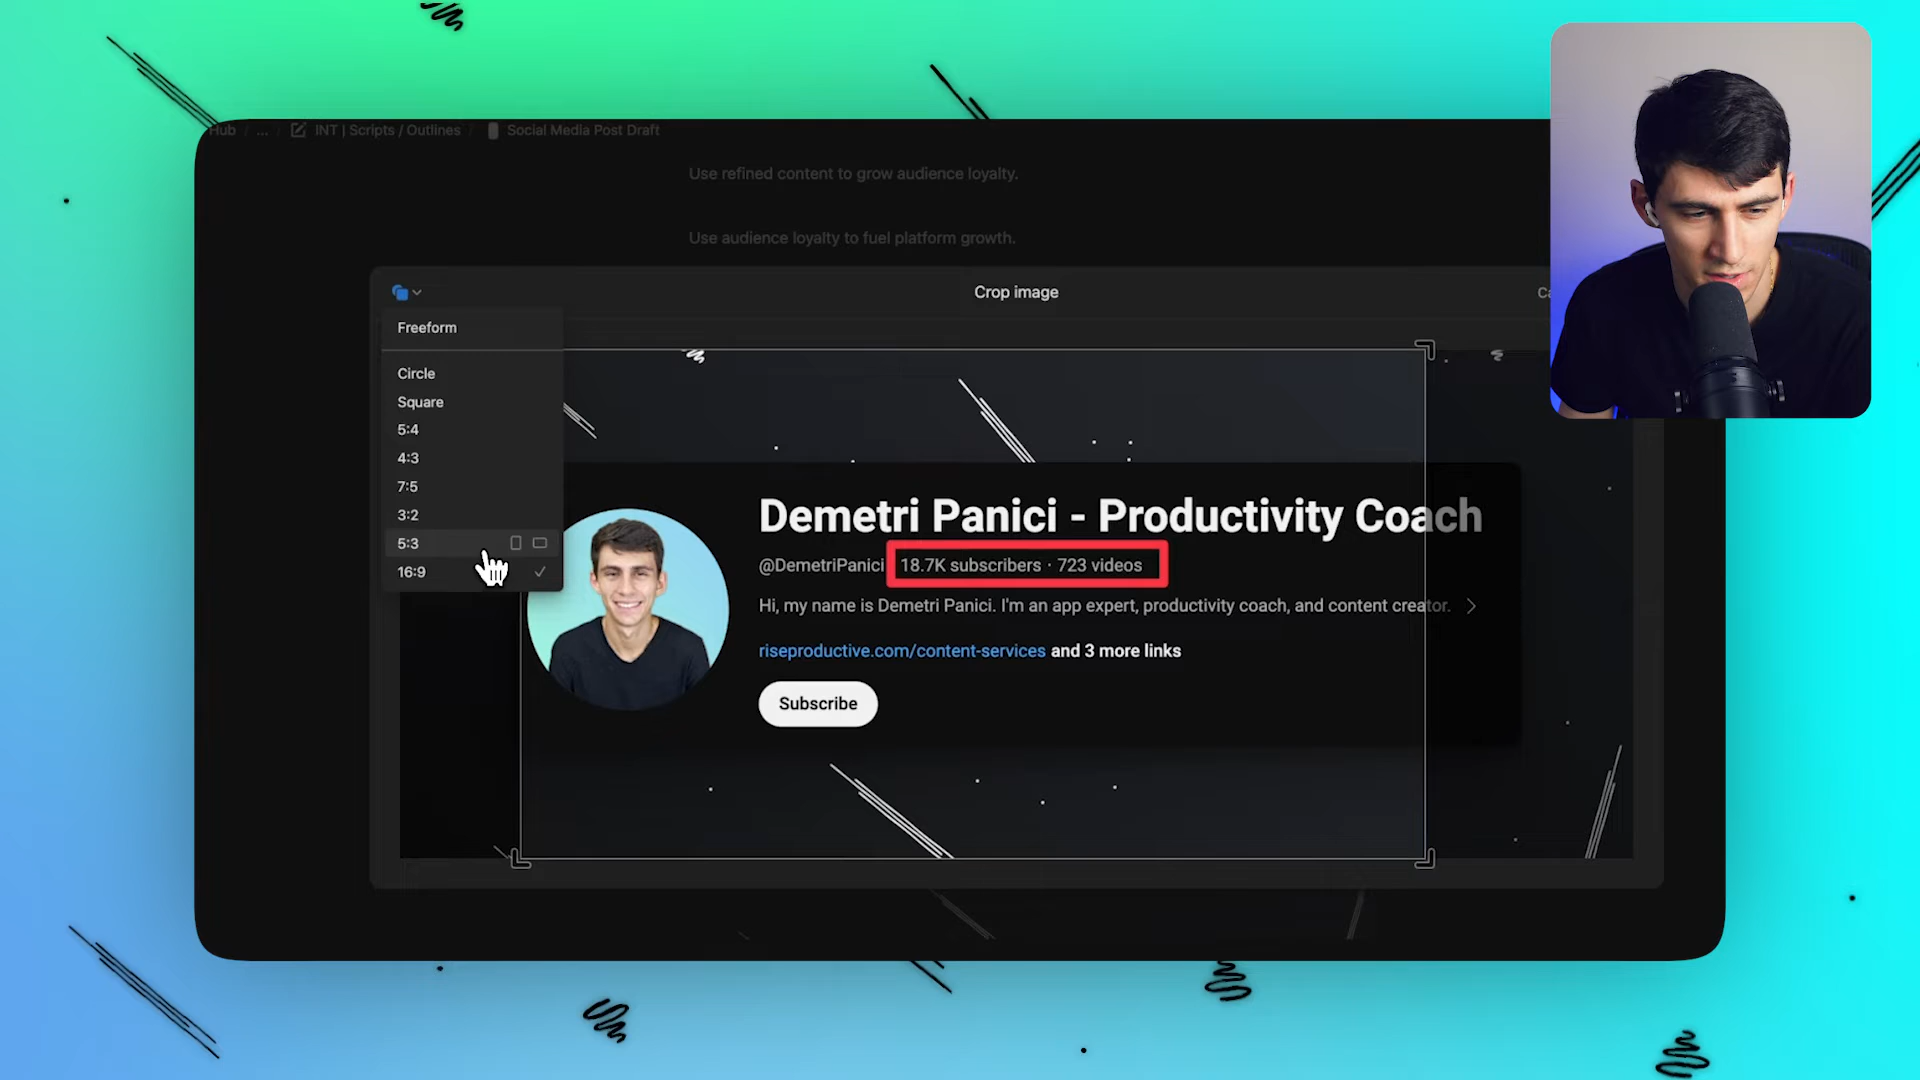 Hub / ... / INT | Scripts / Outlines / Social Media Post Draft
Use refined content to grow audience loyalty.
Use audience loyalty to fuel platform growth.
Crop image
Freeform
Circle
Square
5:4
4:3
7:5
3:2
5:3
16:9
Demetri Panici - Productivity Coach
@DemetriPanici 18.7K subscribers · 723 videos
Hi, my name is Demetri Panici. I'm an app expert, productivity coach, and content creator.
riseproductive.com/content-services and 3 more links
Subscribe